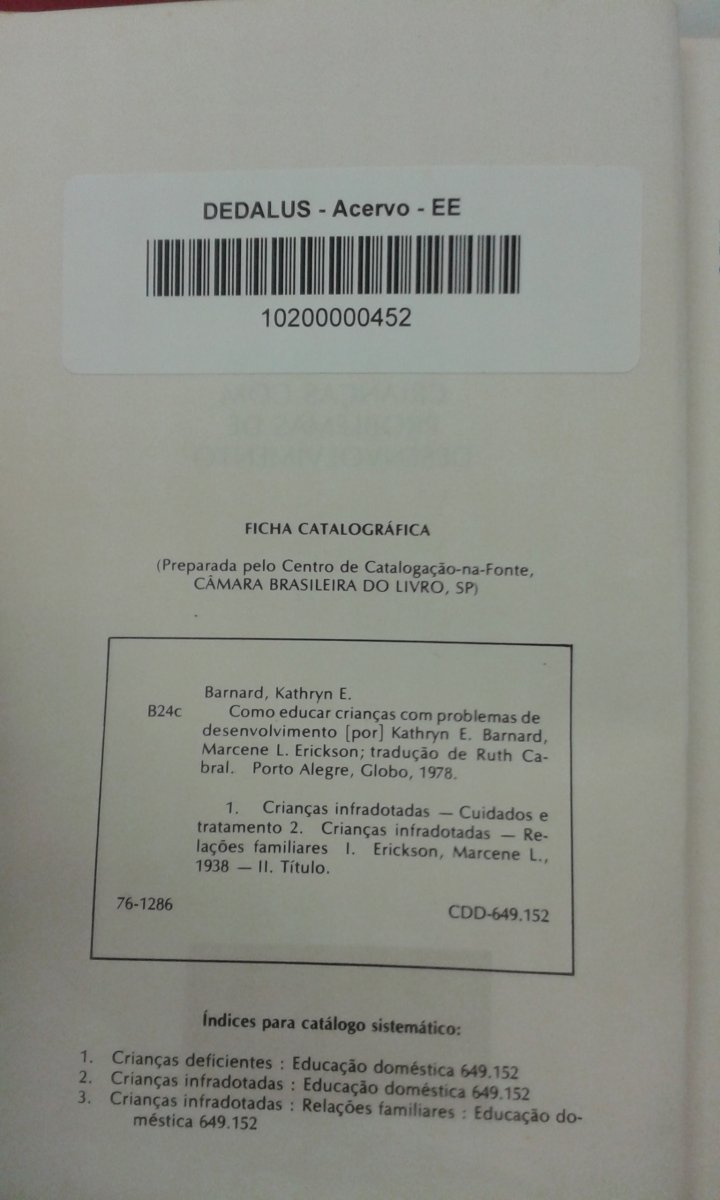 DEDALUS - Acervo - EE
10200000452
FICHA CATALOGRÁFICA
(Preparada pelo Centro de Catalogação-na-Fonte,
CÂMARA BRASILEIRA DO LIVRO, SP)
Barnard, Kathryn E.
B24c Como educar crianças com problemas de
desenvolvimento [por] Kathryn E. Barnard,
Marcene L. Erickson; tradução de Ruth Ca-
bral. Porto Alegre, Globo, 1978.
1. Crianças infradotadas — Cuidados e
tratamento 2. Crianças infradotadas — Re-
lações familiares I. Erickson, Marcene L.,
1938 — II. Título.
76-1286 CDD-649.152
Índices para catálogo sistemático:
1. Crianças deficientes : Educação doméstica 649.152
2. Crianças infradotadas : Educação doméstica 649.152
3. Crianças infradotadas : Relações familiares : Educação do-
méstica 649.152